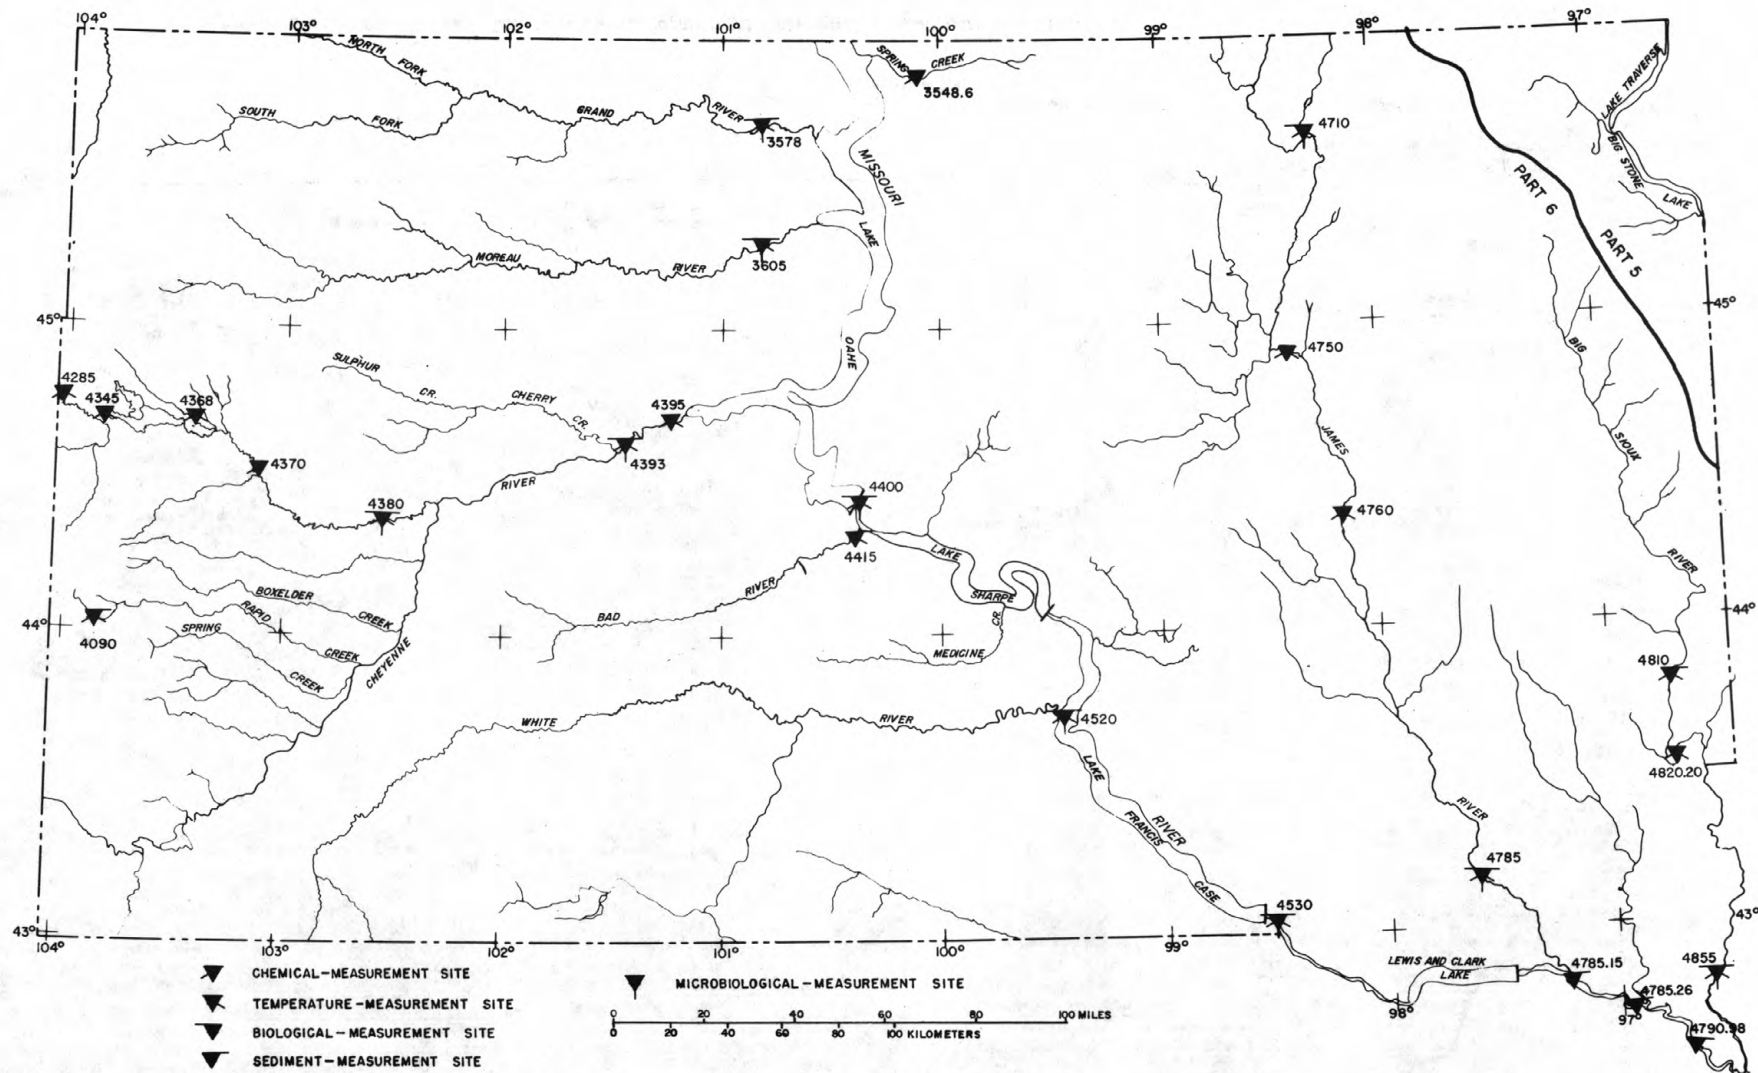 104°
103°
102°
101°
100°
99°
98°
97°
NORTH
FORK
SPRING
CREEK
3548.6
LAKE TRAVERSE
SOUTH
FORK
GRAND
RIVER
3578
4710
MISSOURI
BIG STONE
LAKE
PART 6
PART 5
LAKE
MOREAU
RIVER
3605
45°
45°
OAHE
4750
BIG
4285
4345
4368
SULPHUR
CR.
CHERRY
CR.
4395
4393
4370
RIVER
JAMES
SIOUX
4380
4400
4415
4760
LAKE
SHARPE
RIVER
BOXELDER
CREEK
RAPID
CREEK
SPRING
CREEK
CHEYENNE
BAD
RIVER
CR.
MEDICINE
44°
44°
4090
4810
WHITE
RIVER
4520
4820.20
LAKE
FRANCIS
CASE
RIVER
RIVER
4785
4530
43°
43°
104°
103°
102°
101°
100°
99°
98°
97°
LEWIS AND CLARK
LAKE
4785.15
4855
4785.26
4790.98
CHEMICAL-MEASUREMENT SITE
TEMPERATURE-MEASUREMENT SITE
BIOLOGICAL-MEASUREMENT SITE
SEDIMENT-MEASUREMENT SITE
MICROBIOLOGICAL-MEASUREMENT SITE
0 20 40 60 80 100 MILES
0 20 40 60 80 100 KILOMETERS